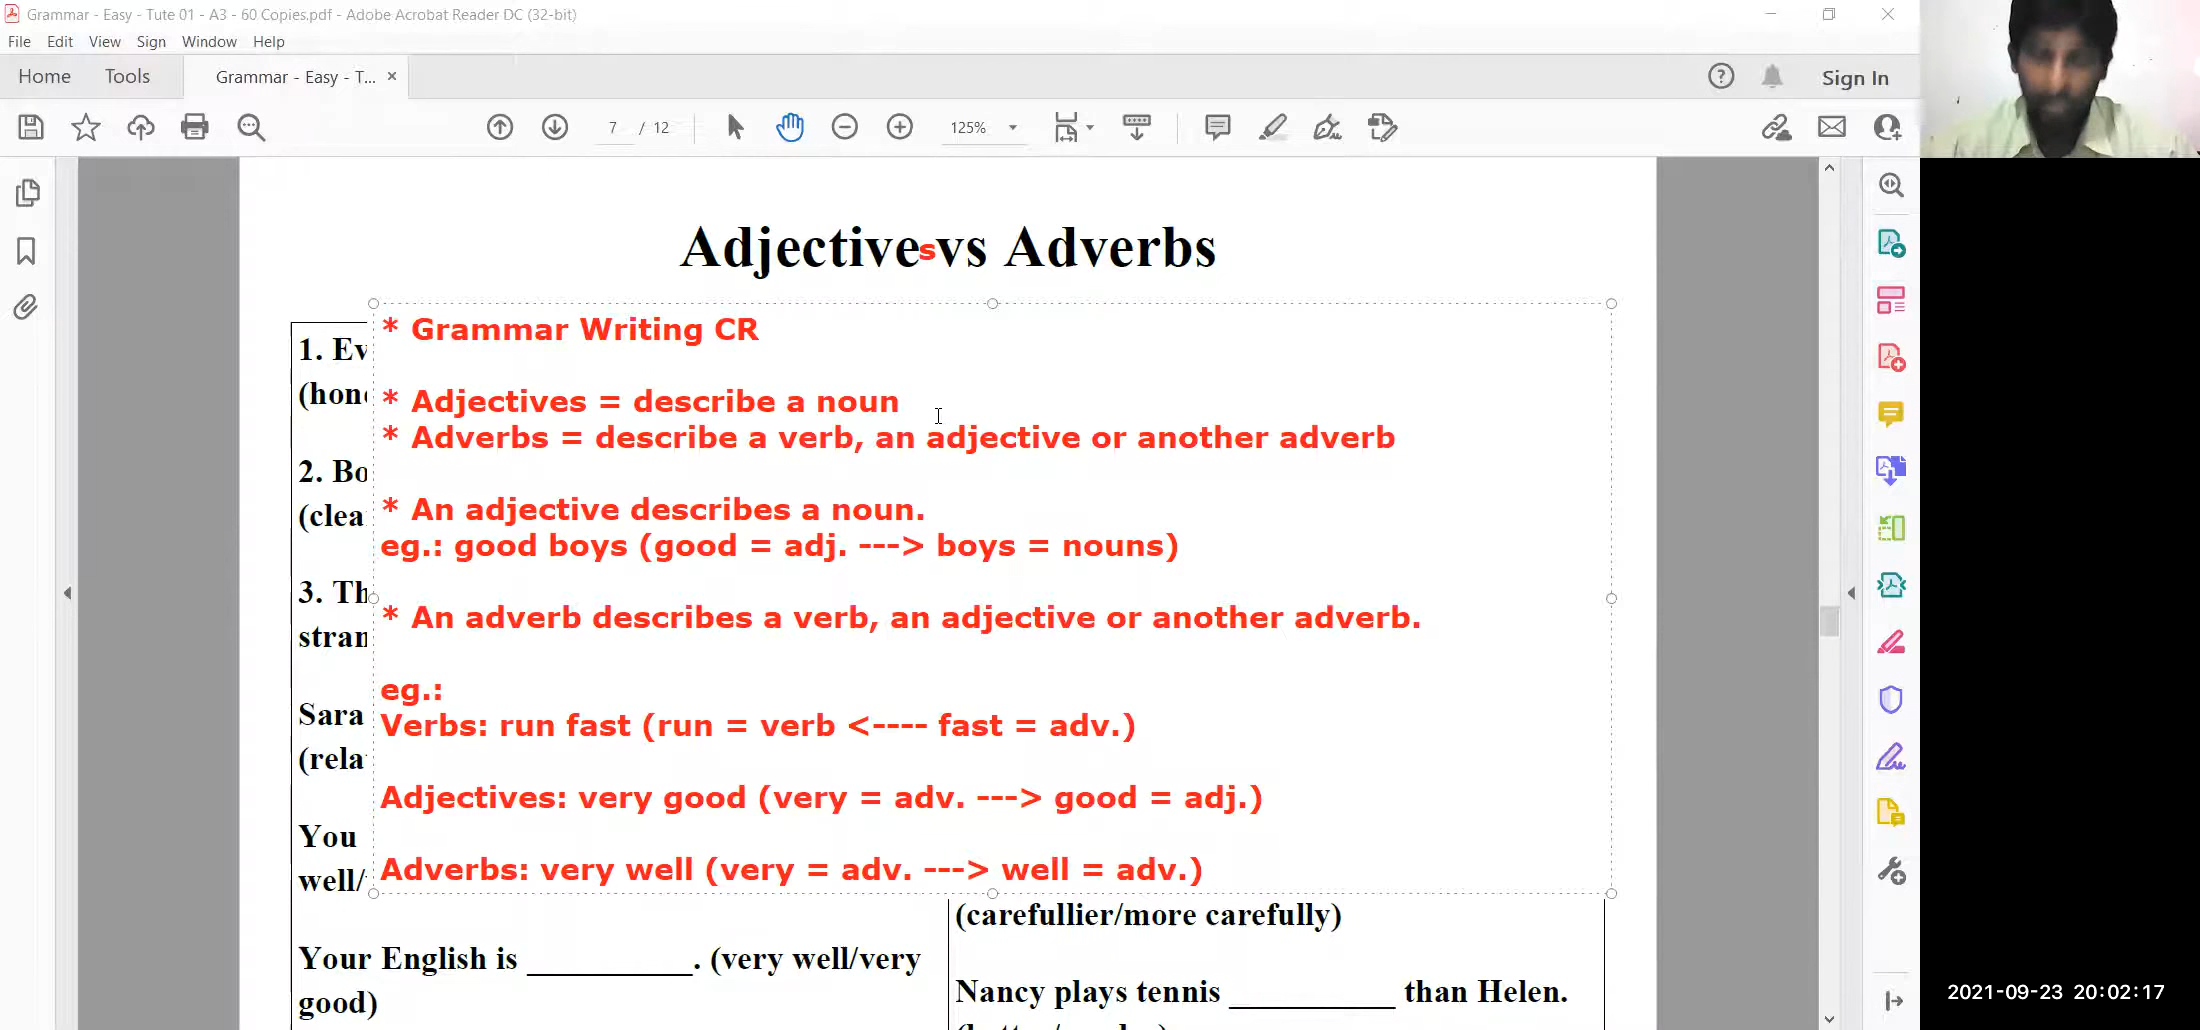 Grammar - Easy - Tute 01 - A3 - 60 Copies.pdf - Adobe Acrobat Reader DC (32-bit)
File Edit View Sign Window Help
Home Tools Grammar - Easy - T... × Sign In
7 / 12 125%
Adjectives vs Adverbs
* Grammar Writing CR
1. Ev
(hon
* Adjectives = describe a noun
* Adverbs = describe a verb, an adjective or another adverb
2. Bo
(clea
* An adjective describes a noun.
eg.: good boys (good = adj. ---> boys = nouns)
3. Th
* An adverb describes a verb, an adjective or another adverb.
stran
eg.:
Sara
Verbs: run fast (run = verb <---- fast = adv.)
(rela
Adjectives: very good (very = adv. ---> good = adj.)
You
Adverbs: very well (very = adv. ---> well = adv.)
well/
(carefullier/more carefully)
Your English is __________. (very well/very
good)
Nancy plays tennis __________ than Helen.
2021-09-23 20:02:17